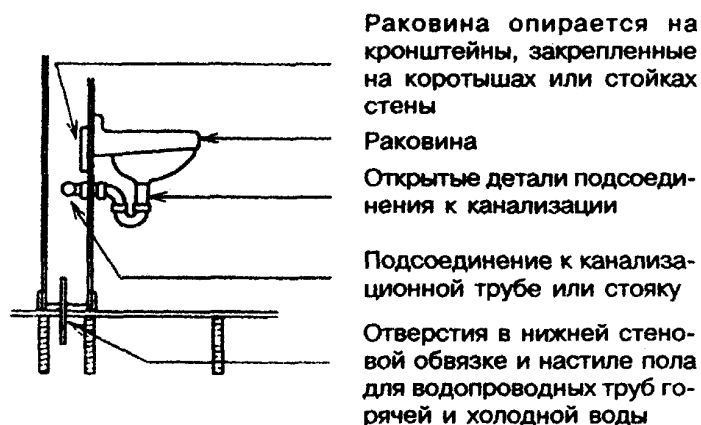 Раковина опирается на
кронштейны, закрепленные
на коротышах или стойках
стены
Раковина
Открытые детали подсоеди-
нения к канализации
Подсоединение к канализа-
ционной трубе или стояку
Отверстия в нижней стено-
вой обвязке и настиле пола
для водопроводных труб го-
рячей и холодной воды